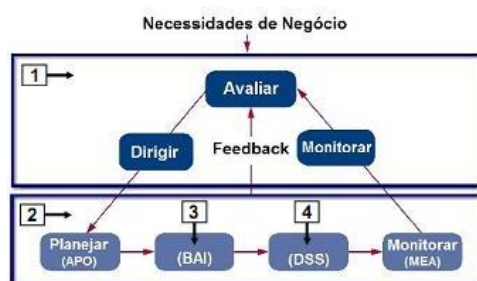 Necessidades de Negócio
1
Avaliar
Dirigir
Feedback
Monitorar
2
3
4
Planejar
(APO)
(BAI)
(DSS)
Monitorar
(MEA)